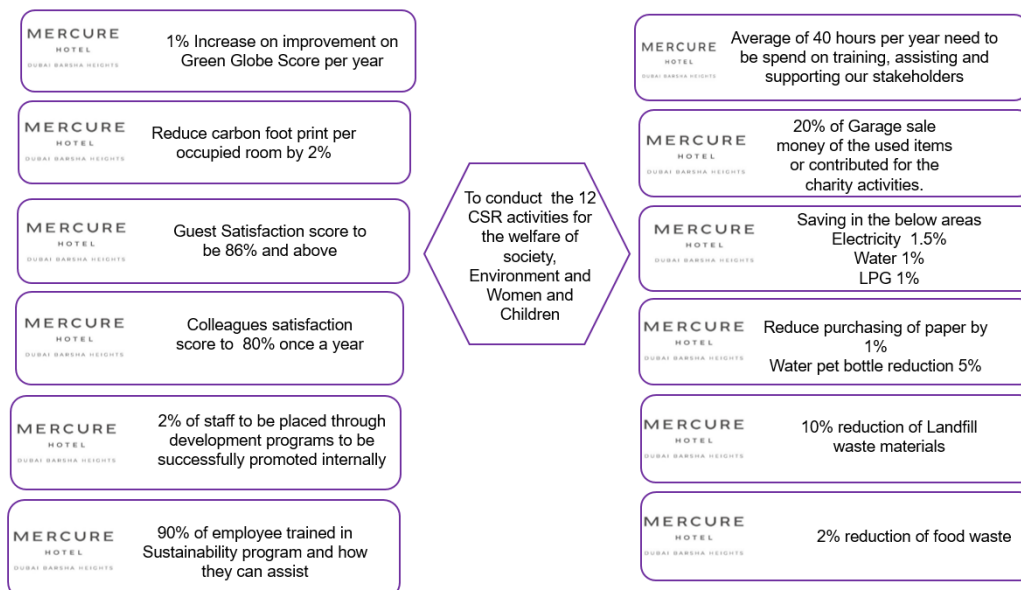 MERCURE
HOTEL
DUBAI BARSHA HEIGHTS
1% Increase on improvement on
Green Globe Score per year
MERCURE
HOTEL
DUBAI BARSHA HEIGHTS
Reduce carbon foot print per
occupied room by 2%
MERCURE
HOTEL
DUBAI BARSHA HEIGHTS
Guest Satisfaction score to
be 86% and above
MERCURE
HOTEL
DUBAI BARSHA HEIGHTS
Colleagues satisfaction
score to 80% once a year
MERCURE
HOTEL
DUBAI BARSHA HEIGHTS
2% of staff to be placed through
development programs to be
successfully promoted internally
MERCURE
HOTEL
DUBAI BARSHA HEIGHTS
90% of employee trained in
Sustainability program and how
they can assist
To conduct the 12
CSR activities for
the welfare of
society,
Environment and
Women and
Children
MERCURE
HOTEL
DUBAI BARSHA HEIGHTS
Average of 40 hours per year need to
be spend on training, assisting and
supporting our stakeholders
MERCURE
HOTEL
DUBAI BARSHA HEIGHTS
20% of Garage sale
money of the used items
or contributed for the
charity activities.
MERCURE
HOTEL
DUBAI BARSHA HEIGHTS
Saving in the below areas
Electricity 1.5%
Water 1%
LPG 1%
MERCURE
HOTEL
DUBAI BARSHA HEIGHTS
Reduce purchasing of paper by
1%
Water pet bottle reduction 5%
MERCURE
HOTEL
DUBAI BARSHA HEIGHTS
10% reduction of Landfill
waste materials
MERCURE
HOTEL
DUBAI BARSHA HEIGHTS
2% reduction of food waste